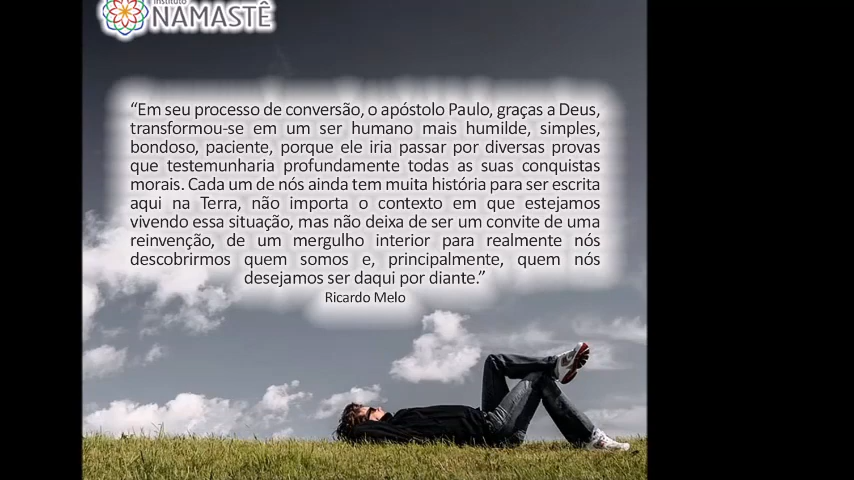 Instituto
NAMASTÊ
“Em seu processo de conversão, o apóstolo Paulo, graças a Deus,
transformou-se em um ser humano mais humilde, simples,
bondoso, paciente, porque ele iria passar por diversas provas
que testemunharia profundamente todas as suas conquistas
morais. Cada um de nós ainda tem muita história para ser escrita
aqui na Terra, não importa o contexto em que estejamos
vivendo essa situação, mas não deixa de ser um convite de uma
reinvenção, de um mergulho interior para realmente nós
descobrirmos quem somos e, principalmente, quem nós
desejamos ser daqui por diante.”
Ricardo Melo